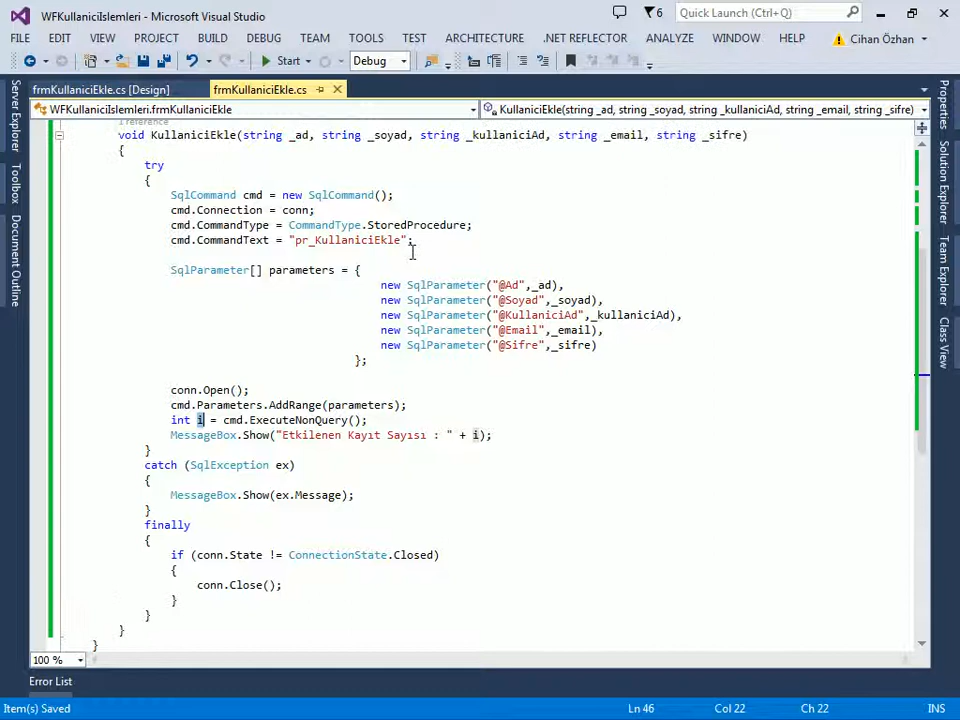 WFKullaniciIslemleri - Microsoft Visual Studio
6
Quick Launch (Ctrl+Q)
FILE EDIT VIEW PROJECT BUILD DEBUG TEAM TOOLS TEST ARCHITECTURE .NET REFLECTOR ANALYZE WINDOW HELP Cihan Özhan
Start Debug
frmKullaniciEkle.cs [Design] frmKullaniciEkle.cs
WFKullaniciIslemleri.frmKullaniciEkle KullaniciEkle(string _ad, string _soyad, string _kullaniciAd, string _email, string _sifre)
1 reference
void KullaniciEkle(string _ad, string _soyad, string _kullaniciAd, string _email, string _sifre)
{
try
{
SqlCommand cmd = new SqlCommand();
cmd.Connection = conn;
cmd.CommandType = CommandType.StoredProcedure;
cmd.CommandText = "pr_KullaniciEkle";
SqlParameter[] parameters = {
new SqlParameter("@Ad",_ad),
new SqlParameter("@Soyad",_soyad),
new SqlParameter("@KullaniciAd",_kullaniciAd),
new SqlParameter("@Email",_email),
new SqlParameter("@Sifre",_sifre)
};
conn.Open();
cmd.Parameters.AddRange(parameters);
int i = cmd.ExecuteNonQuery();
MessageBox.Show("Etkilenen Kayıt Sayısı : " + i);
}
catch (SqlException ex)
{
MessageBox.Show(ex.Message);
}
finally
{
if (conn.State != ConnectionState.Closed)
{
conn.Close();
}
}
}
}
100 %
Error List
Item(s) Saved Ln 46 Col 22 Ch 22 INS
Server Explorer
Toolbox
Document Outline
Properties
Solution Explorer
Team Explorer
Class View